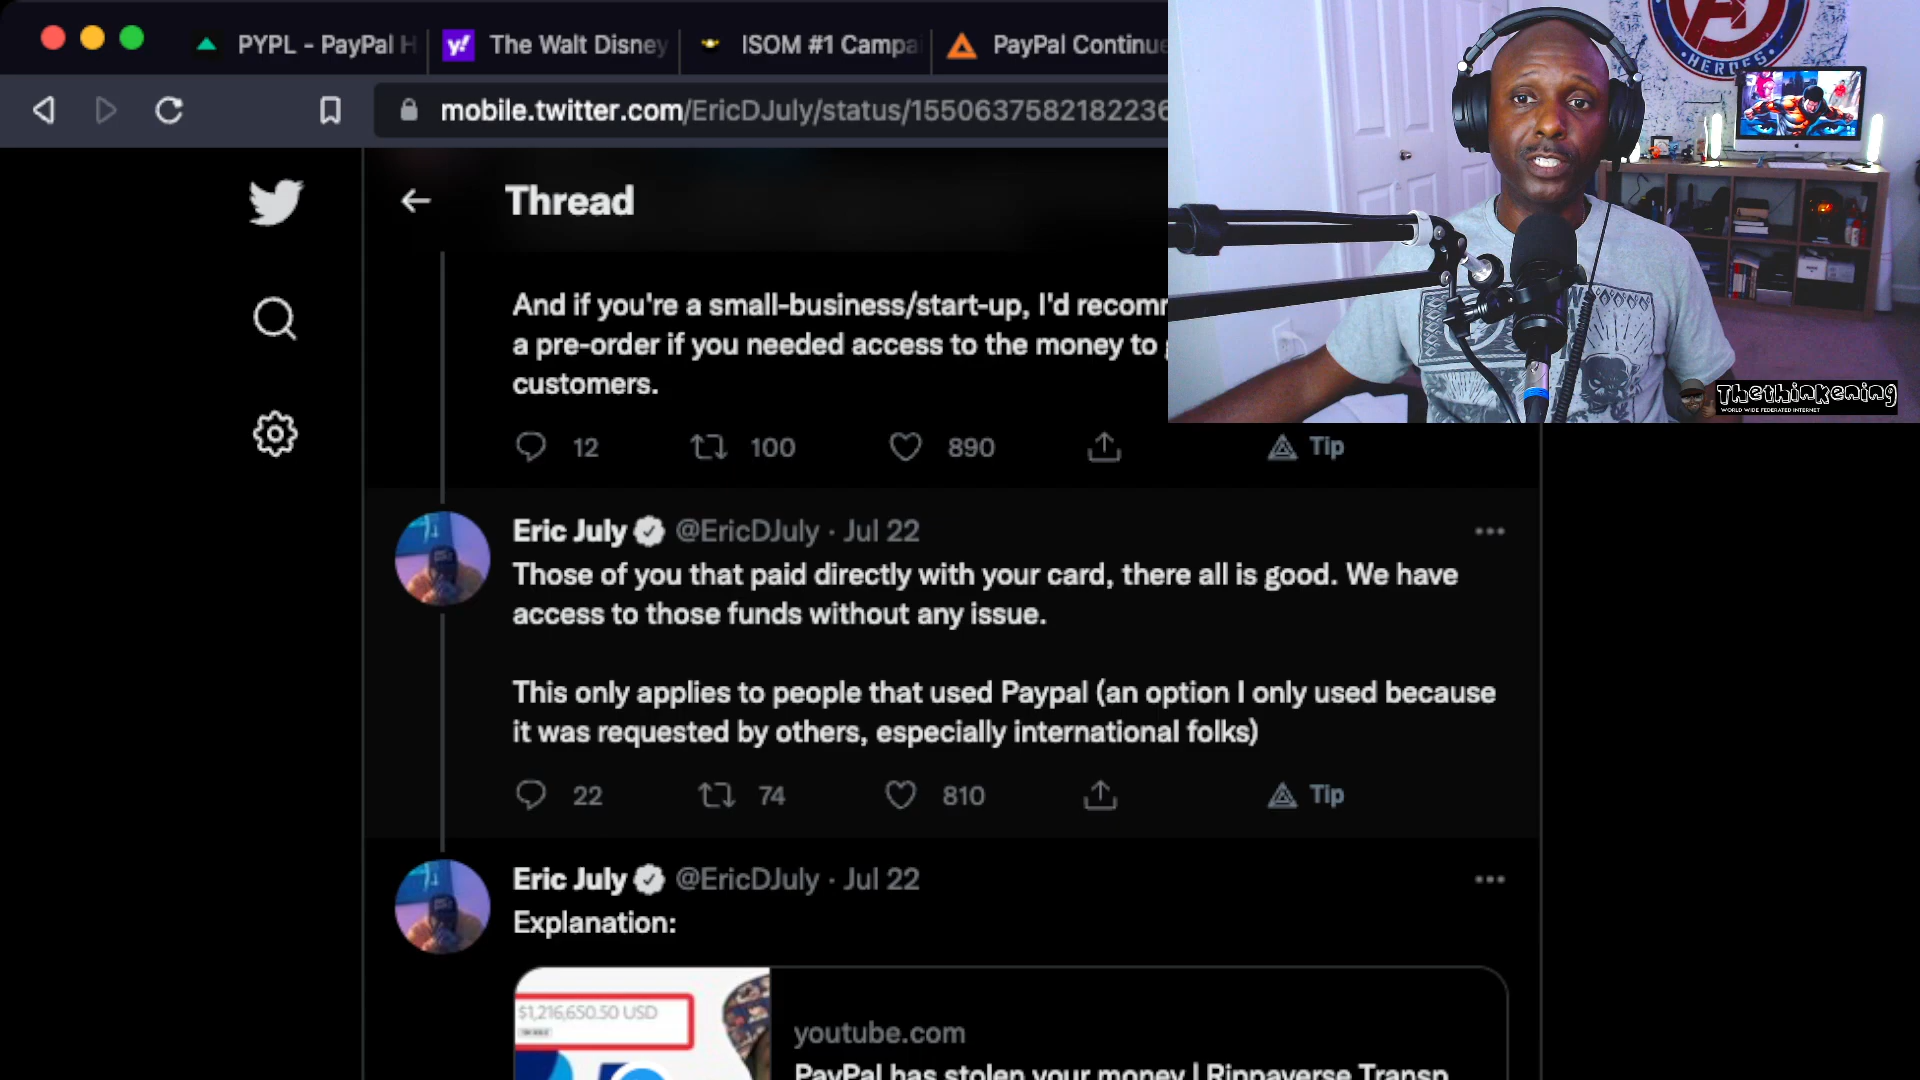 PYPL - PayPal H
The Walt Disney
ISOM #1 Campa
PayPal Continue
mobile.twitter.com/EricDJuly/status/155063758218223
Thread
And if you're a small-business/start-up, I'd recom
a pre-order if you needed access to the money to
customers.
12 100 890 Tip
Eric July @EricDJuly · Jul 22
Those of you that paid directly with your card, there all is good. We have
access to those funds without any issue.
This only applies to people that used Paypal (an option I only used because
it was requested by others, especially international folks)
22 74 810 Tip
Eric July @EricDJuly · Jul 22
Explanation:
$1,216,650.50 USD
youtube.com
PayPal has stolen your money | Rippaverse Transp
HEROES
Thethinkening
WORLD WIDE FEDERATED INTERNET